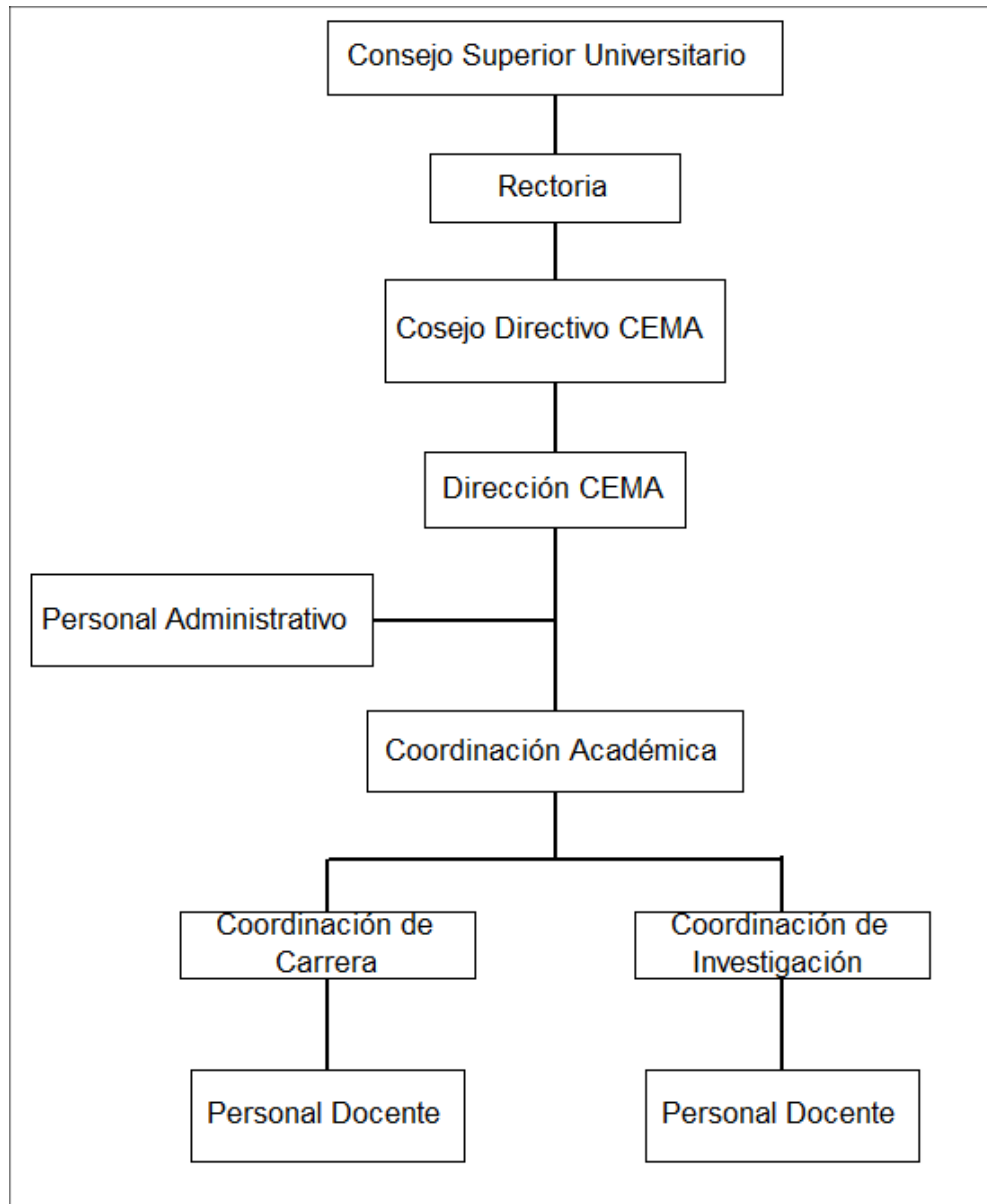 Consejo Superior Universitario
Rectoria
Cosejo Directivo CEMA
Dirección CEMA
Personal Administrativo
Coordinación Académica
Coordinación de
Carrera
Coordinación de
Investigación
Personal Docente
Personal Docente